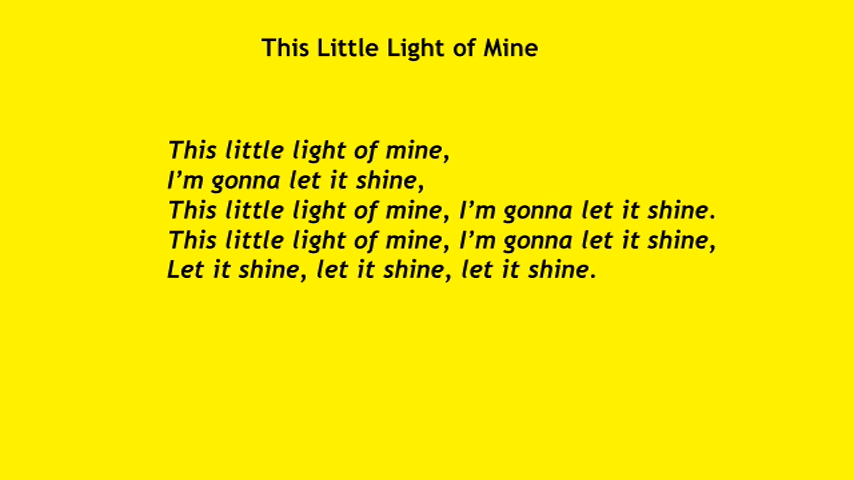 This Little Light of Mine
This little light of mine,
I’m gonna let it shine,
This little light of mine, I’m gonna let it shine.
This little light of mine, I’m gonna let it shine,
Let it shine, let it shine, let it shine.